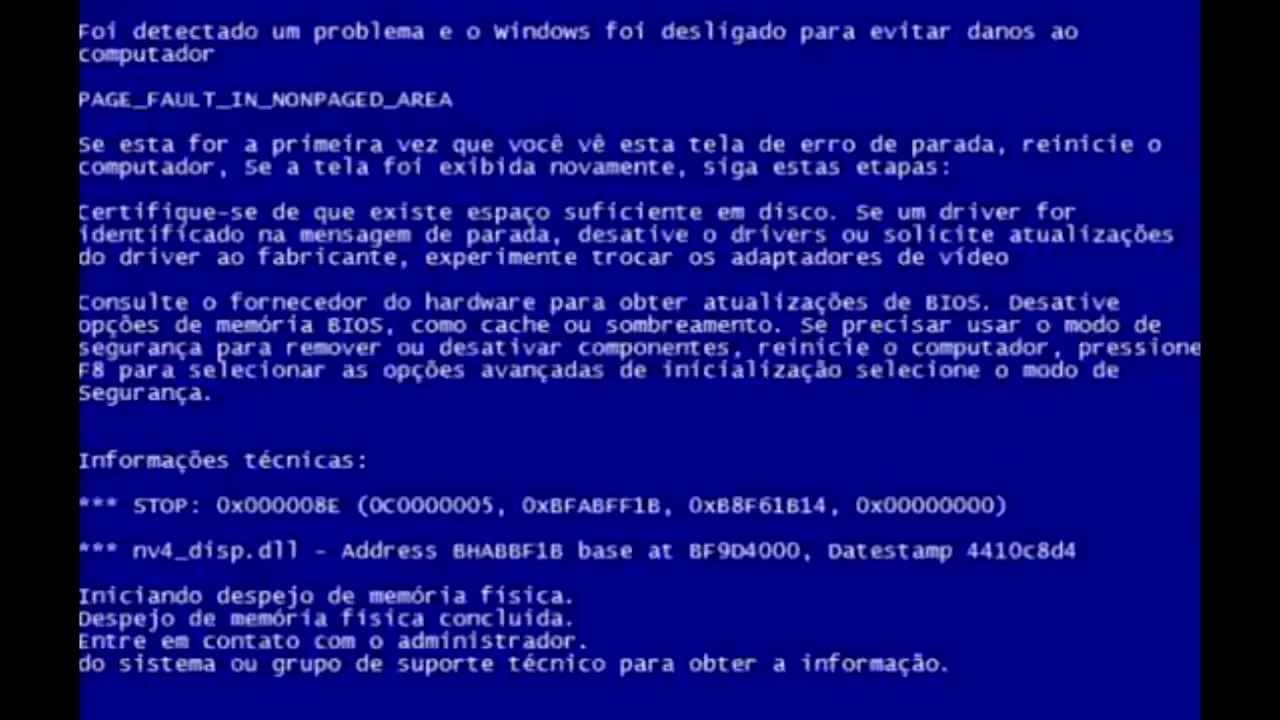 Foi detectado um problema e o Windows foi desligado para evitar danos ao
computador
PAGE_FAULT_IN_NONPAGED_AREA
Se esta for a primeira vez que você vê esta tela de erro de parada, reinicie o
computador, Se a tela foi exibida novamente, siga estas etapas:
Certifique-se de que existe espaço suficiente em disco. Se um driver for
identificado na mensagem de parada, desative o drivers ou solicite atualizações
do driver ao fabricante, experimente trocar os adaptadores de vídeo
Consulte o fornecedor do hardware para obter atualizações de BIOS. Desative
opções de memória BIOS, como cache ou sombreamento. Se precisar usar o modo de
segurança para remover ou desativar componentes, reinicie o computador, pressione
F8 para selecionar as opções avançadas de inicialização selecione o modo de
Segurança.
Informações técnicas:
*** STOP: 0x000008E (0C0000005, 0xBFABFF1B, 0xB8F61B14, 0x00000000)
*** nv4_disp.dll - Address BHABBF1B base at BF9D4000, Datestamp 4410c8d4
Iniciando despejo de memória física.
Despejo de memória física concluída.
Entre em contato com o administrador.
do sistema ou grupo de suporte técnico para obter a informação.